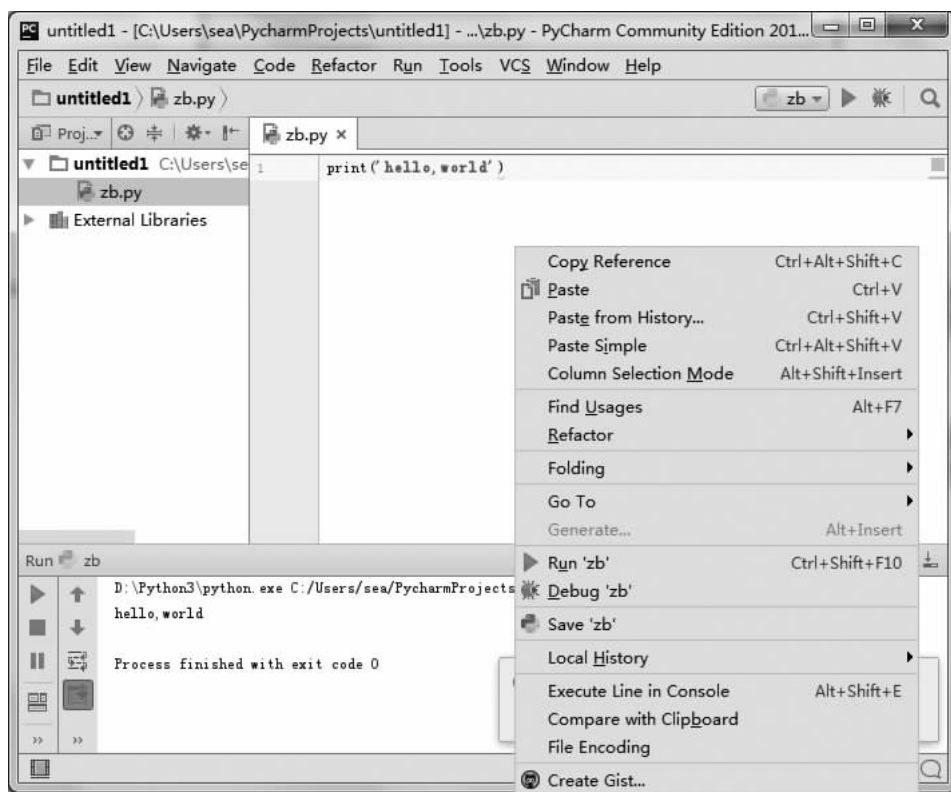 untitled1 - [C:\Users\sea\PycharmProjects\untitled1] - ...\zb.py - PyCharm Community Edition 201...
File Edit View Navigate Code Refactor Run Tools VCS Window Help
untitled1 zb.py zb
Proj... zb.py ×
untitled1 C:\Users\se
zb.py
External Libraries
1 print('hello,world')
Copy Reference Ctrl+Alt+Shift+C
Paste Ctrl+V
Paste from History... Ctrl+Shift+V
Paste Simple Ctrl+Alt+Shift+V
Column Selection Mode Alt+Shift+Insert
Find Usages Alt+F7
Refactor
Folding
Go To
Generate... Alt+Insert
Run 'zb' Ctrl+Shift+F10
Debug 'zb'
Save 'zb'
Local History
Execute Line in Console Alt+Shift+E
Compare with Clipboard
File Encoding
Create Gist...
Run zb
D:\Python3\python.exe C:/Users/sea/PycharmProjects
hello,world
Process finished with exit code 0